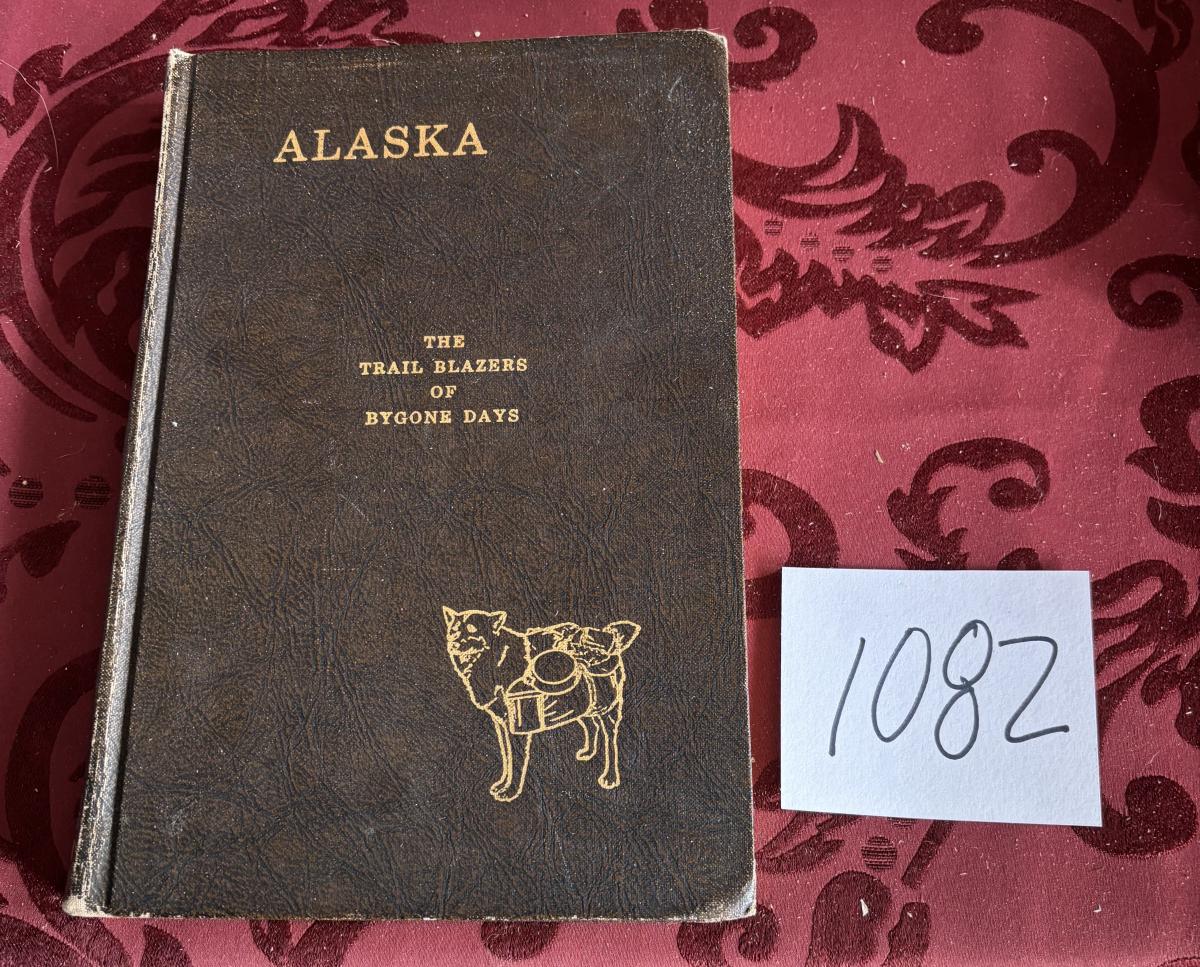 ALASKA
THE
TRAIL BLAZERS
OF
BYGONE DAYS
1082